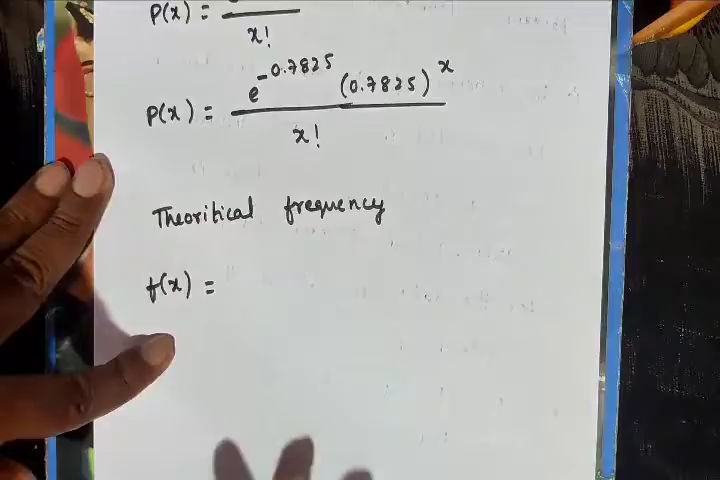 P(x) =
x!
P(x) = e^-0.7825 (0.7825)^x
x!
Theoritical frequency
f(x) =